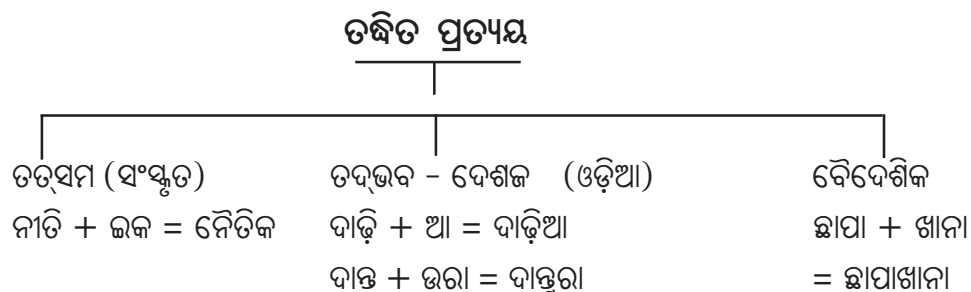 ତଦ୍ଧିତ ପ୍ରତ୍ୟୟ
ତତ୍ସମ (ସଂସ୍କୃତ) ତଦ୍‌ଭବ - ଦେଶଜ (ଓଡ଼ିଆ) ବୈଦେଶିକ
ନୀତି + ଇକ = ନୈତିକ ଦାଢ଼ି + ଆ = ଦାଢ଼ିଆ ଛାପା + ଖାନା
ଦାନ୍ତ + ଉରା = ଦାନ୍ତୁରା = ଛାପାଖାନା